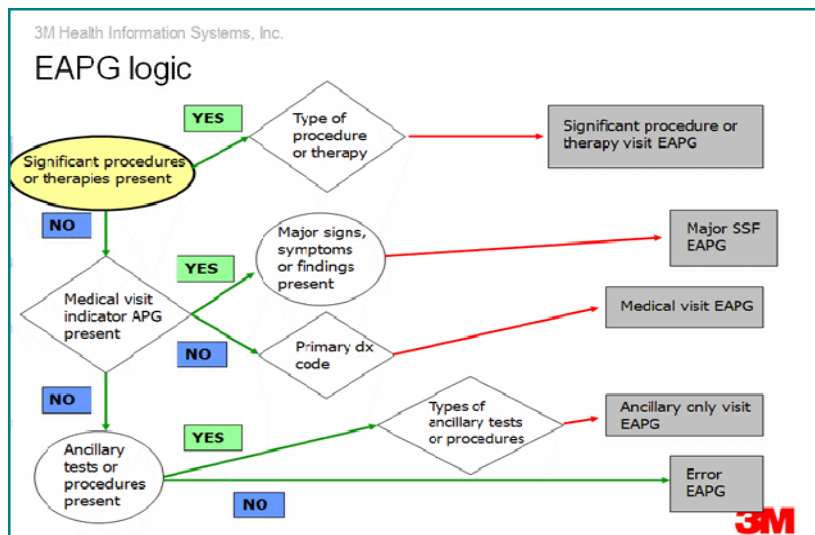 3M Health Information Systems, Inc.
EAPG logic
YES
Type of
procedure
or therapy
Significant procedure or
therapy visit EAPG
Significant procedures
or therapies present
NO
Major signs,
symptoms
or findings
present
Major SSF
EAPG
YES
Medical visit
indicator APG
present
Medical visit EAPG
NO
Primary dx
code
NO
Types of
ancillary tests
or procedures
Ancillary only visit
EAPG
YES
Ancillary
tests or
procedures
present
Error
EAPG
NO
3M